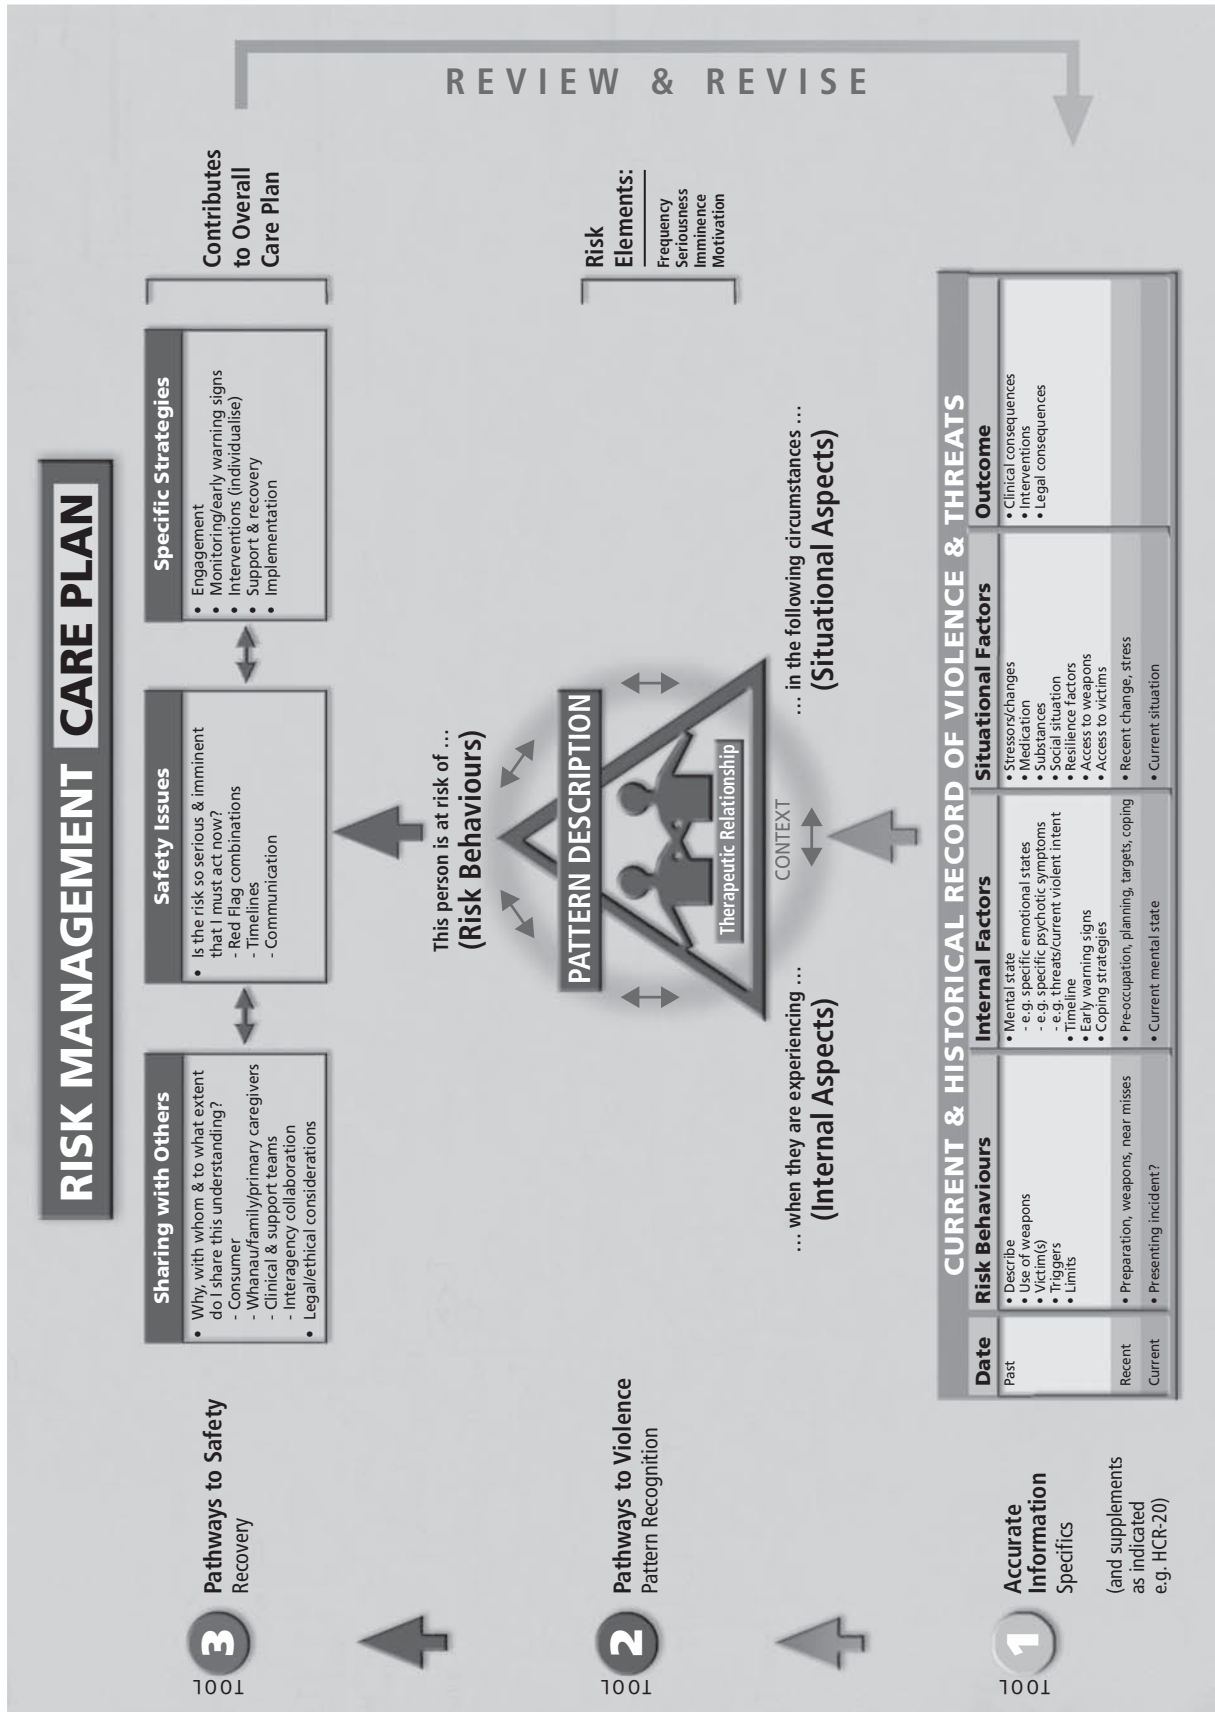 RISK MANAGEMENT CARE PLAN
TOOL
3
Pathways to Safety
Recovery
Sharing with Others
• Why, with whom & to what extent
do I share this understanding?
- Consumer
- Whanau/family/primary caregivers
- Clinical & support teams
- Interagency collaboration
• Legal/ethical considerations
Safety Issues
• Is the risk so serious & imminent
that I must act now?
- Red Flag combinations
- Timelines
- Communication
Specific Strategies
• Engagement
• Monitoring/early warning signs
• Interventions (individualise)
• Support & recovery
• Implementation
Contributes
to Overall
Care Plan
REVIEW & REVISE
TOOL
2
Pathways to Violence
Pattern Recognition
This person is at risk of ...
(Risk Behaviours)
PATTERN DESCRIPTION
Therapeutic Relationship
CONTEXT
... when they are experiencing ...
(Internal Aspects)
... in the following circumstances ...
(Situational Aspects)
Risk
Elements:
Frequency
Seriousness
Imminence
Motivation
TOOL
1
Accurate
Information
Specifics
(and supplements
as indicated
e.g. HCR-20)
CURRENT & HISTORICAL RECORD OF VIOLENCE & THREATS
Date
Risk Behaviours
Internal Factors
Situational Factors
Outcome
Past
• Describe
• Use of weapons
• Victim(s)
• Triggers
• Limits
• Mental state
- e.g. specific emotional states
- e.g. specific psychotic symptoms
- e.g. threats/current violent intent
• Timeline
• Early warning signs
• Coping strategies
• Stressors/changes
• Medication
• Substances
• Social situation
• Resilience factors
• Access to weapons
• Access to victims
• Clinical consequences
• Interventions
• Legal consequences
Recent
• Preparation, weapons, near misses
• Pre-occupation, planning, targets, coping
• Recent change, stress
Current
• Presenting incident?
• Current mental state
• Current situation